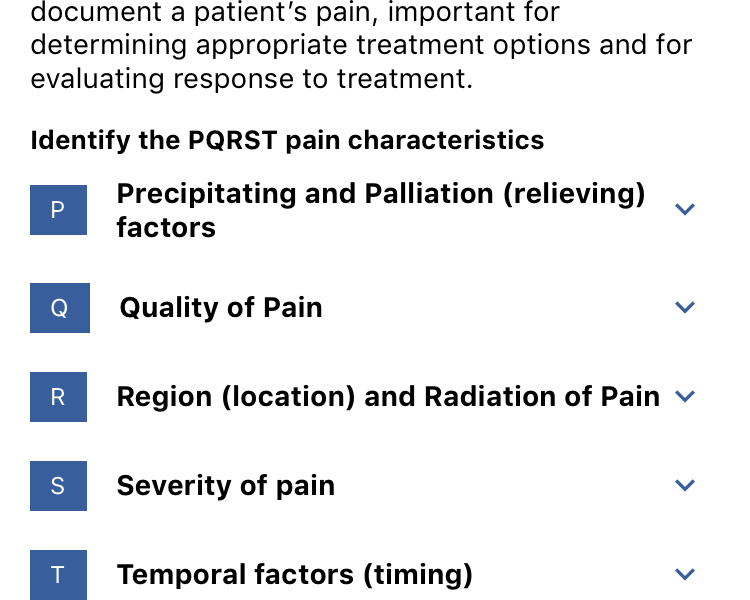 document a patient's pain, important for
determining appropriate treatment options and for
evaluating response to treatment.
Identify the PQRST pain characteristics
P Precipitating and Palliation (relieving)
factors
Q Quality of Pain
R Region (location) and Radiation of Pain
S Severity of pain
T Temporal factors (timing)